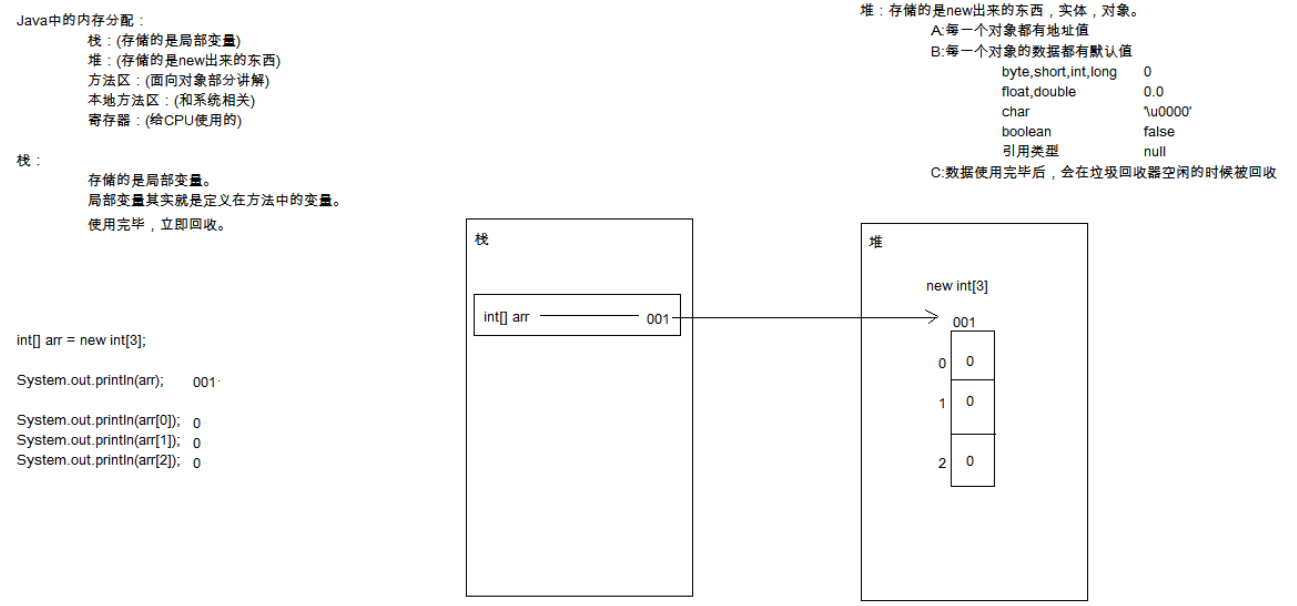 Java中的内存分配：
栈：(存储的是局部变量)
堆：(存储的是new出来的东西)
方法区：(面向对象部分讲解)
本地方法区：(和系统相关)
寄存器：(给CPU使用的)
栈：
存储的是局部变量。
局部变量其实就是定义在方法中的变量。
使用完毕，立即回收。
int[] arr = new int[3];
System.out.println(arr); 001
System.out.println(arr[0]); 0
System.out.println(arr[1]); 0
System.out.println(arr[2]); 0
栈
int[] arr 001
堆：存储的是new出来的东西，实体，对象。
A:每一个对象都有地址值
B:每一个对象的数据都有默认值
byte,short,int,long 0
float,double 0.0
char '\u0000'
boolean false
引用类型 null
C:数据使用完毕后，会在垃圾回收器空闲的时候被回收
堆
new int[3]
001
0 0
1 0
2 0